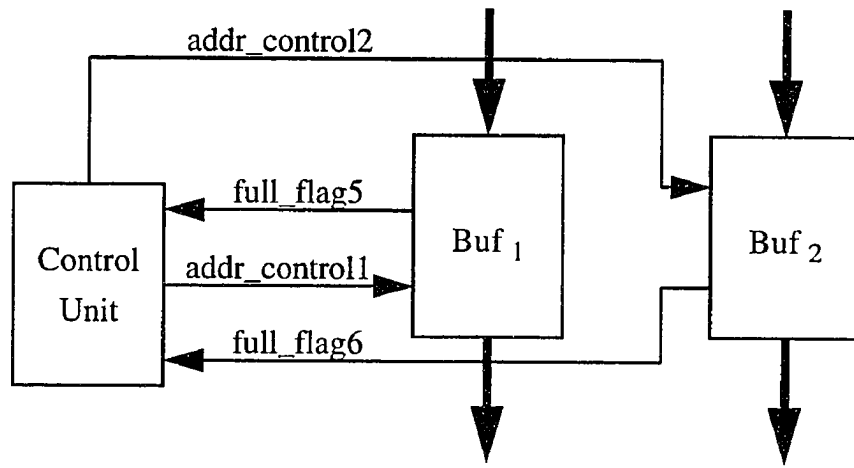 addr_control2
full_flag5
Control
Unit
addr_control1
full_flag6
Buf 1
Buf 2